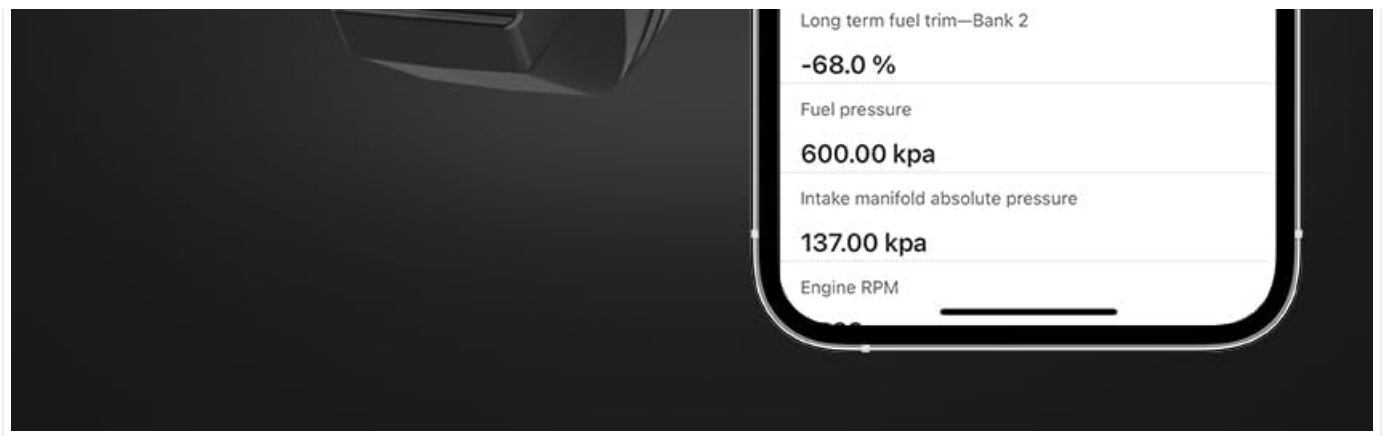 Long term fuel trim—Bank 2
-68.0 %
Fuel pressure
600.00 kpa
Intake manifold absolute pressure
137.00 kpa
Engine RPM